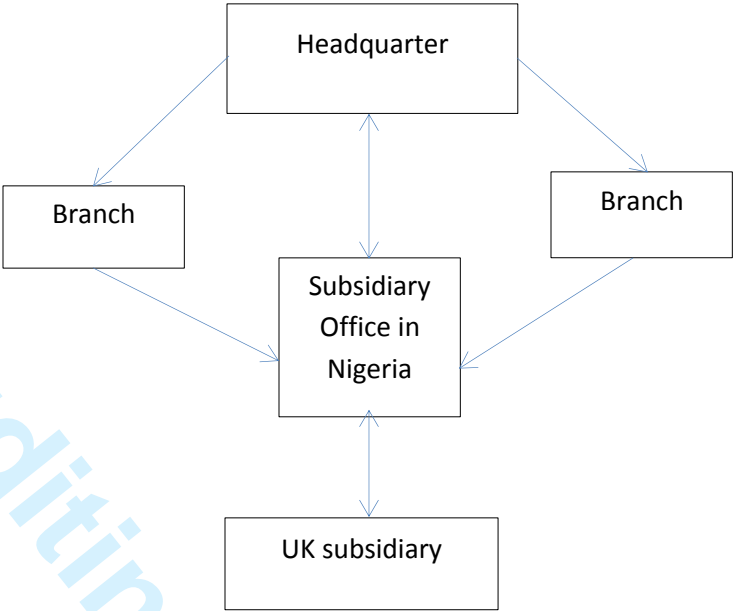 Headquarter
Branch
Branch
Subsidiary
Office in
Nigeria
UK subsidiary